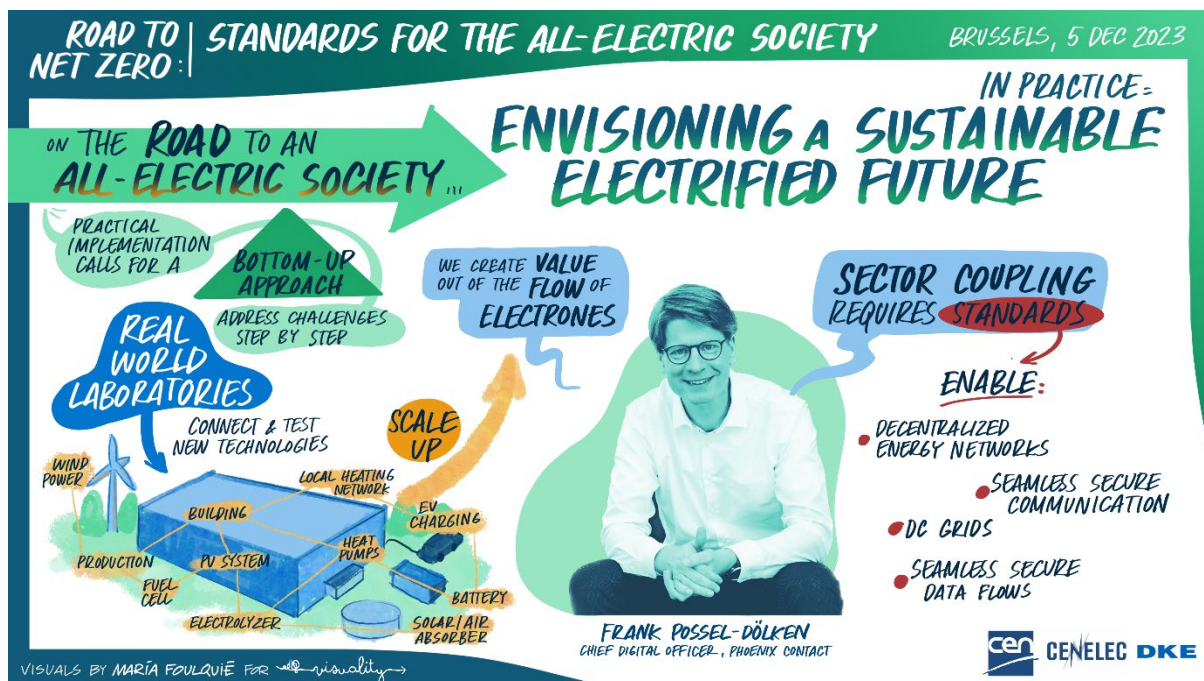 ROAD TO
NET ZERO:
STANDARDS FOR THE ALL-ELECTRIC SOCIETY
BRUSSELS, 5 DEC 2023
ON THE ROAD TO AN
ALL-ELECTRIC SOCIETY...
IN PRACTICE:
ENVISIONING A SUSTAINABLE
ELECTRIFIED FUTURE
PRACTICAL
IMPLEMENTATION
CALLS FOR A
BOTTOM-UP
APPROACH
ADDRESS CHALLENGES
STEP BY STEP
REAL
WORLD
LABORATORIES
CONNECT & TEST
NEW TECHNOLOGIES
WIND
POWER
LOCAL HEATING
NETWORK
BUILDING
EV
CHARGING
PRODUCTION
PV SYSTEM
HEAT
PUMPS
FUEL
CELL
BATTERY
ELECTROLYZER
SOLAR/AIR
ABSORBER
SCALE
UP
WE CREATE VALUE
OUT OF THE FLOW OF
ELECTRONES
SECTOR COUPLING
REQUIRES STANDARDS
ENABLE:
DECENTRALIZED
ENERGY NETWORKS
SEAMLESS SECURE
COMMUNICATION
DC GRIDS
SEAMLESS SECURE
DATA FLOWS
FRANK POSSEL-DÖLKEN
CHIEF DIGITAL OFFICER, PHOENIX CONTACT
VISUALS BY MARÍA FOULQUIÉ FOR visuality
cen CENELEC DKE